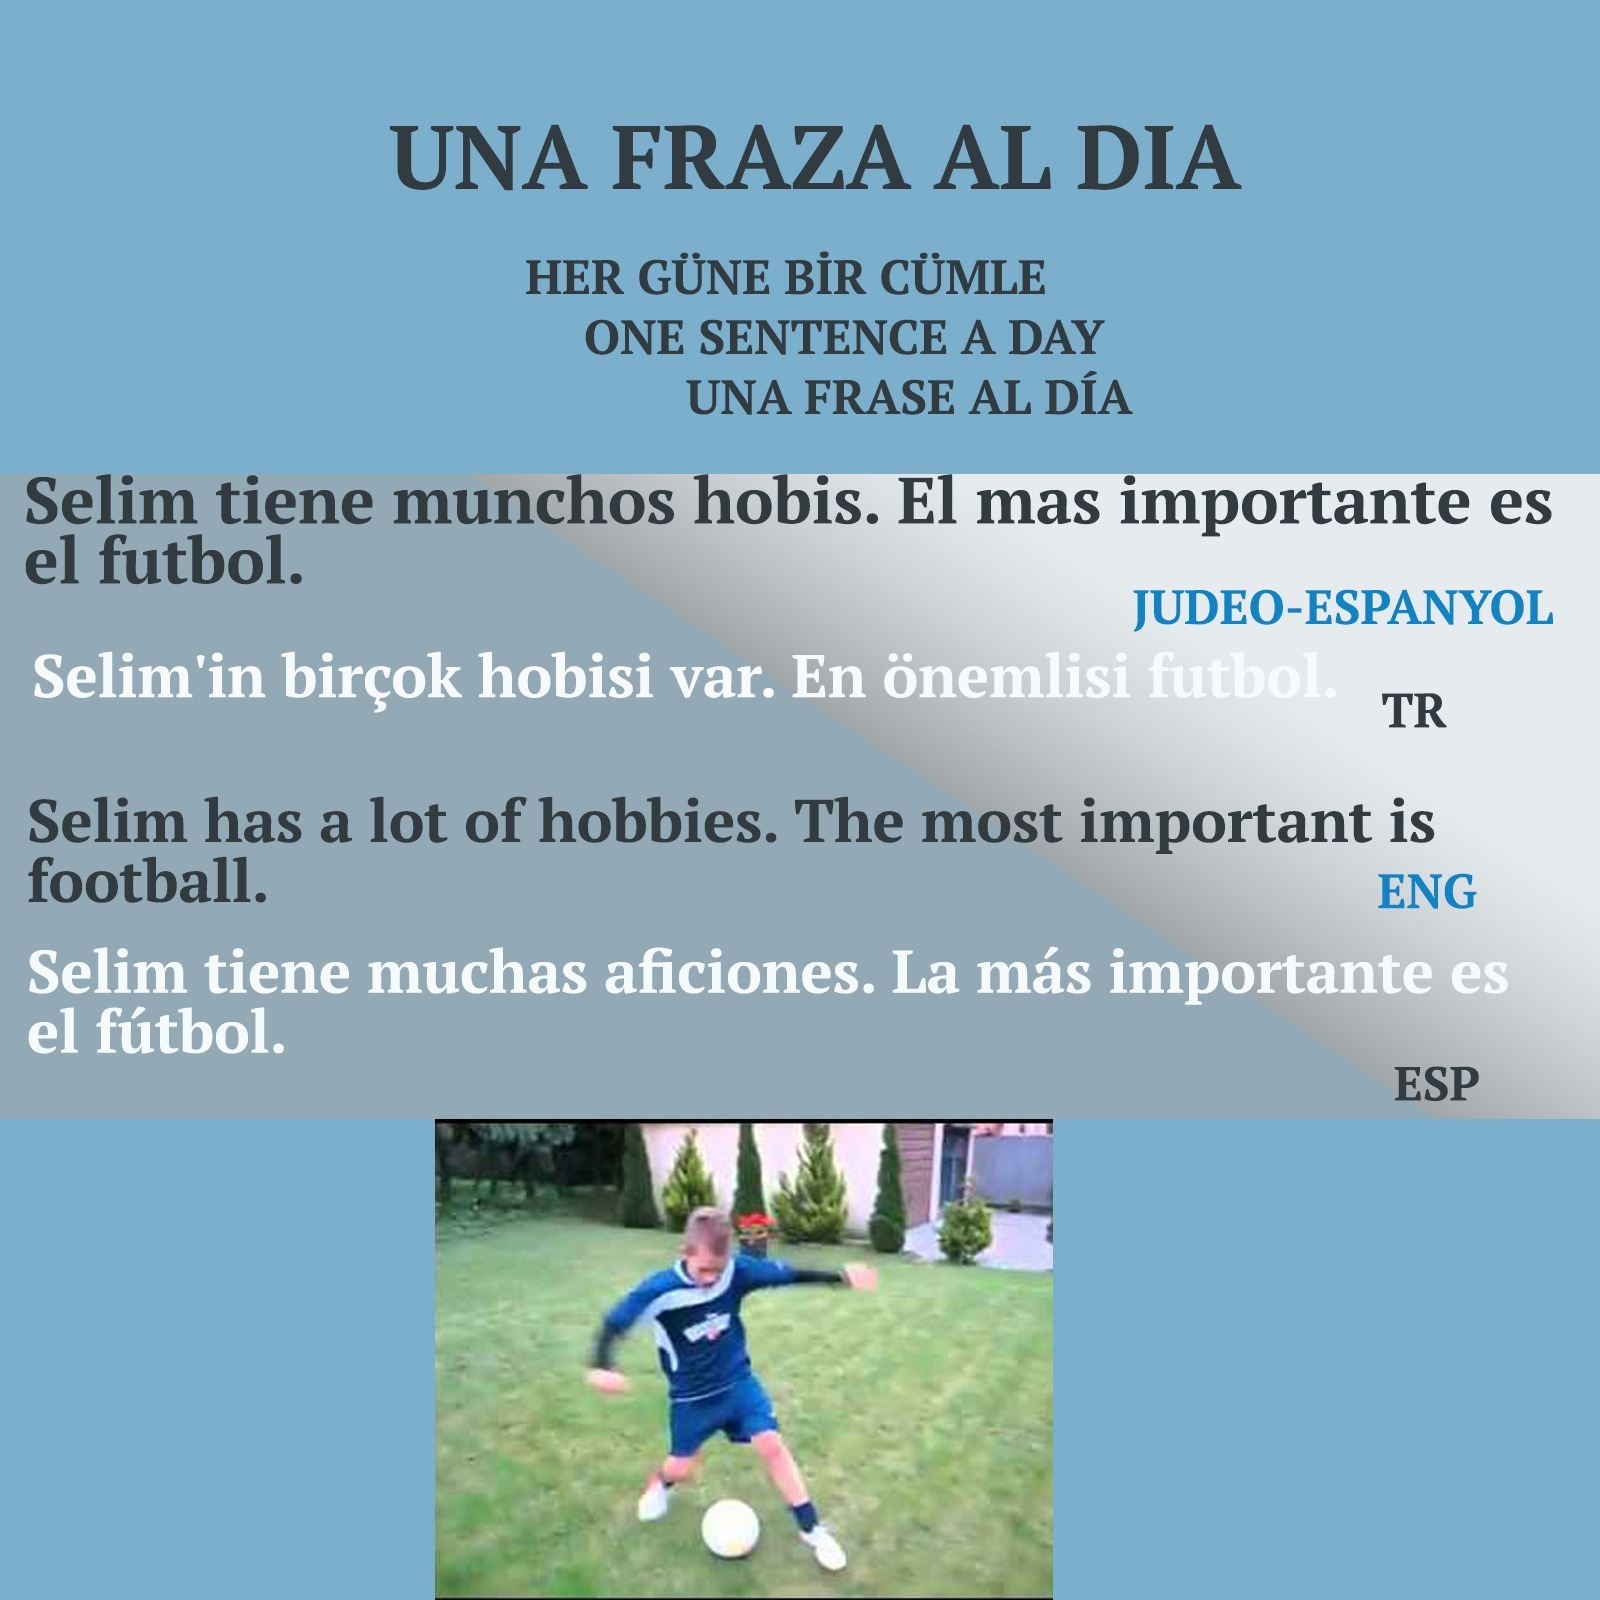 UNA FRAZA AL DIA
HER GÜNE BİR CÜMLE
ONE SENTENCE A DAY
UNA FRASE AL DÍA
Selim tiene munchos hobis. El mas importante es
el futbol.
JUDEO-ESPANYOL
Selim'in birçok hobisi var. En önemlisi futbol.
TR
Selim has a lot of hobbies. The most important is
football.
ENG
Selim tiene muchas aficiones. La más importante es
el fútbol.
ESP